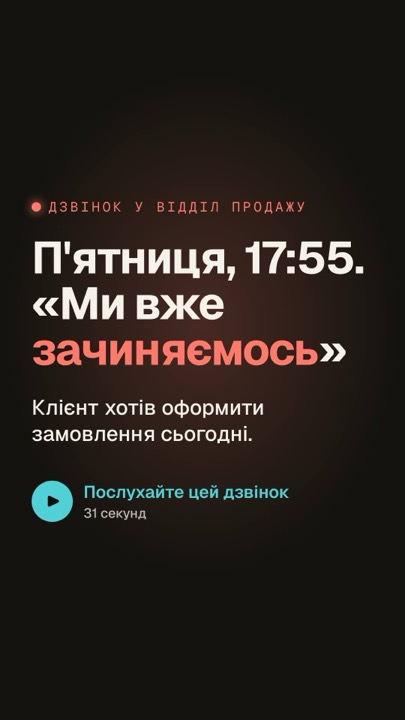 ДЗВІНОК У ВІДДІЛ ПРОДАЖУ
П'ятниця, 17:55.
«Ми вже
зачиняємось»
Клієнт хотів оформити
замовлення сьогодні.
Послухайте цей дзвінок
31 секунд